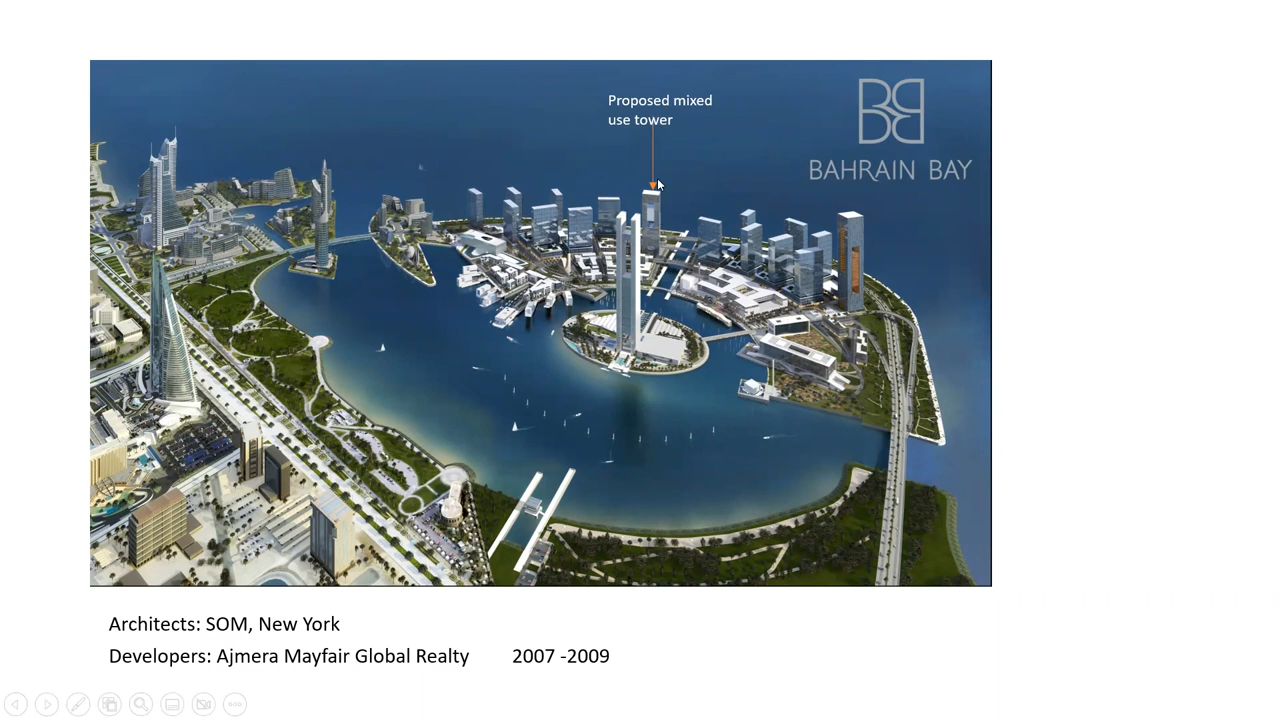 Proposed mixed
use tower
BAHRAIN BAY
Architects: SOM, New York
Developers: Ajmera Mayfair Global Realty 2007 -2009